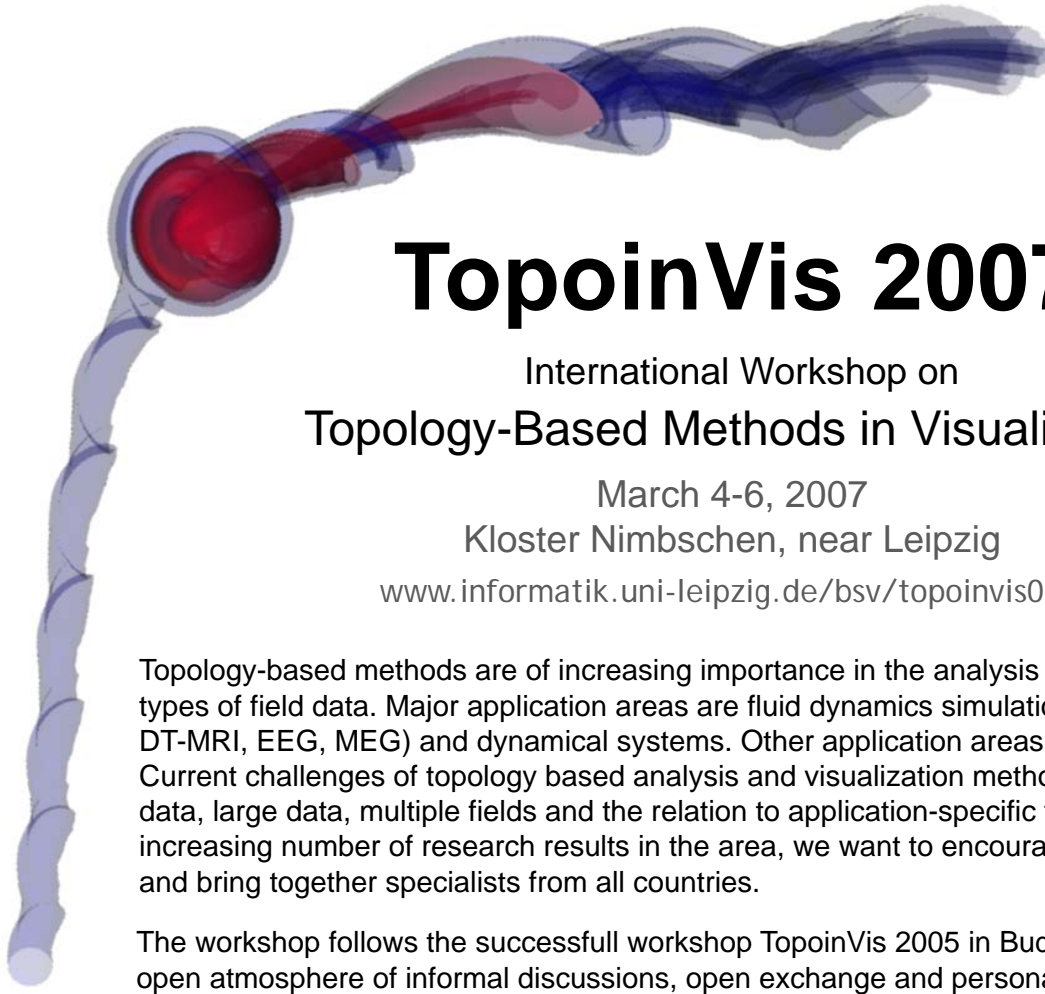 TopoinVis 2007
International Workshop on
Topology-Based Methods in Visuali
March 4-6, 2007
Kloster Nimbschen, near Leipzig
www.informatik.uni-leipzig.de/bsv/topoinvis0
Topology-based methods are of increasing importance in the analysis
types of field data. Major application areas are fluid dynamics simulatio
DT-MRI, EEG, MEG) and dynamical systems. Other application areas
Current challenges of topology based analysis and visualization metho
data, large data, multiple fields and the relation to application-specific
increasing number of research results in the area, we want to encoura
and bring together specialists from all countries.
The workshop follows the successfull workshop TopoinVis 2005 in Bud
open atmosphere of informal discussions, open exchange and persona